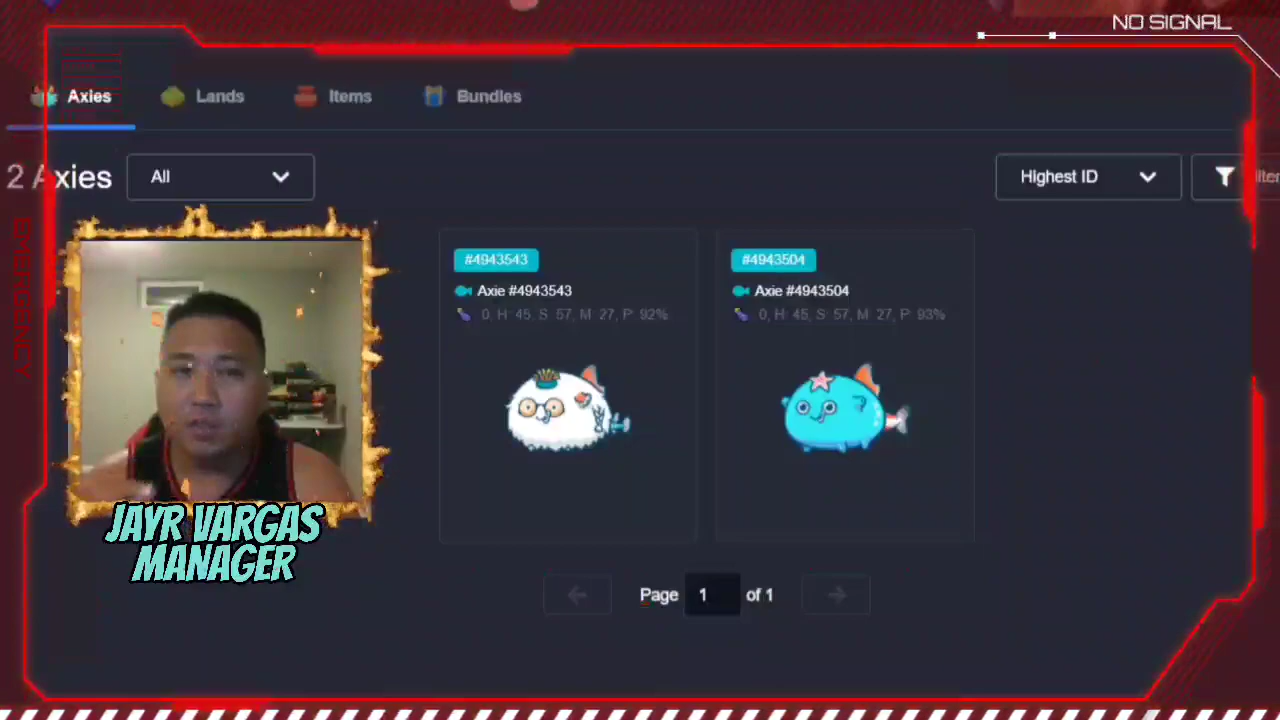 NO SIGNAL
Axies
Lands
Items
Bundles
2 Axies
All
Highest ID
EMERGENCY
#4943543
Axie #4943543
0, H: 45, S: 57, M: 27, P: 92%
#4943504
Axie #4943504
0, H: 45, S: 57, M: 27, P: 93%
JAYR VARGAS
MANAGER
Page 1 of 1